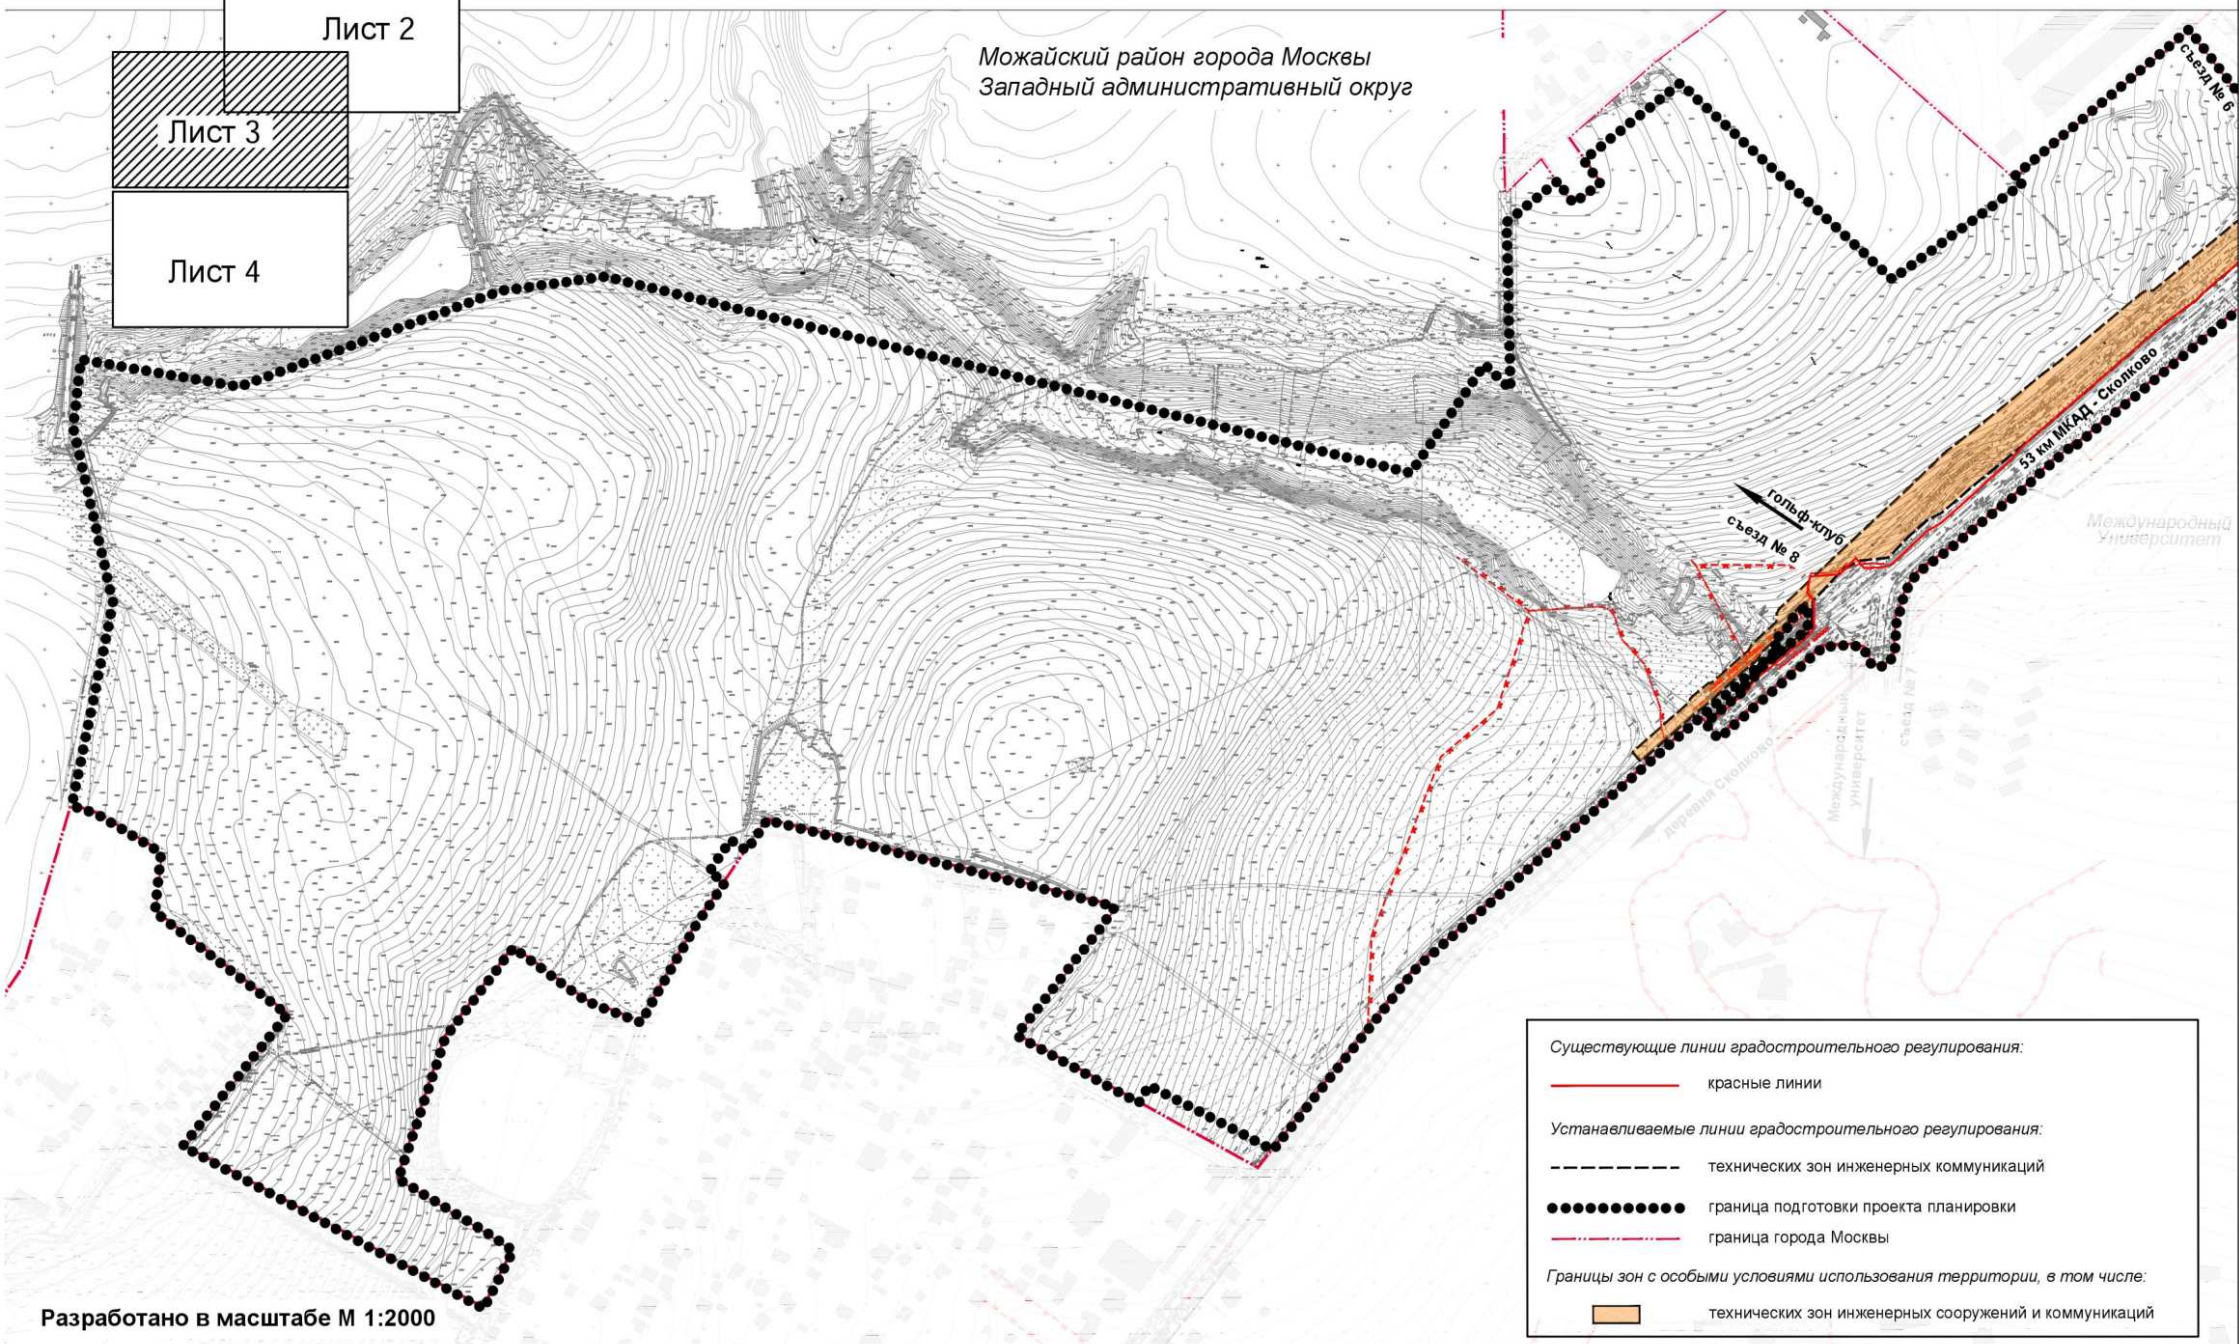 Лист 2
Лист 3
Лист 4
Можайский район города Москвы
Западный административный округ
съезд № 6
53 км МКАД - Сколково
гольф-клуб
съезд № 8
Международный
Университет
деревня Сколково
Международный
университет
съезд № 7
Существующие линии градостроительного регулирования:
красные линии
Устанавливаемые линии градостроительного регулирования:
технических зон инженерных коммуникаций
граница подготовки проекта планировки
граница города Москвы
Границы зон с особыми условиями использования территории, в том числе:
технических зон инженерных сооружений и коммуникаций
Разработано в масштабе М 1:2000